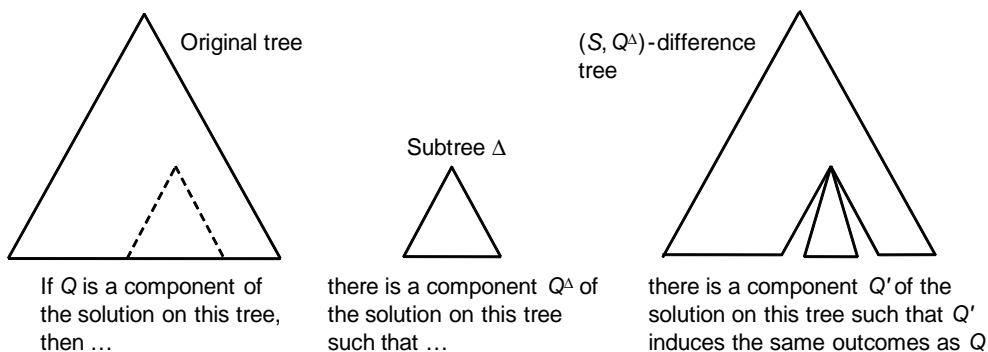 Original tree
(S, Q^Δ)-difference
tree
Subtree Δ
If Q is a component of
the solution on this tree,
then …
there is a component Q^Δ of
the solution on this tree
such that …
there is a component Q' of the
solution on this tree such that Q'
induces the same outcomes as Q